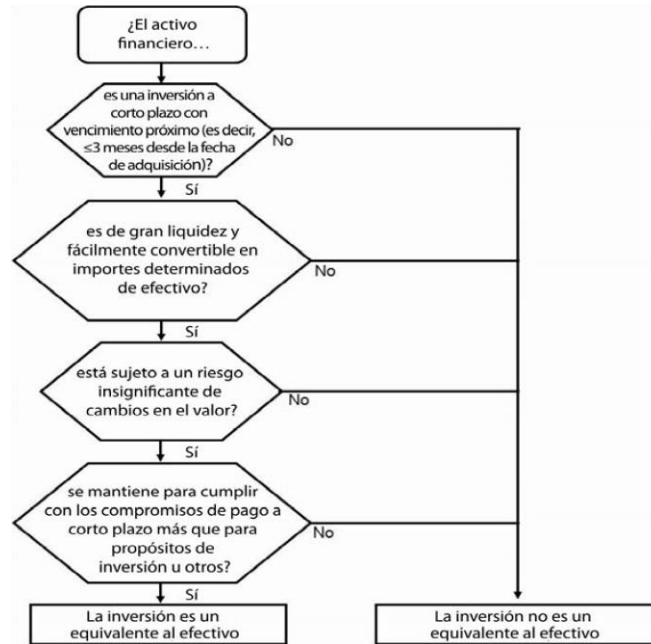 ¿El activo
financiero…
es una inversión a
corto plazo con
vencimiento próximo (es decir,
≤3 meses desde la fecha
de adquisición)?
No
Sí
es de gran liquidez y
fácilmente convertible en
importes determinados
de efectivo?
No
Sí
está sujeto a un riesgo
insignificante de
cambios en el valor?
No
Sí
se mantiene para cumplir
con los compromisos de pago a
corto plazo más que para
propósitos de
inversión u otros?
No
Sí
La inversión es un
equivalente al efectivo
La inversión no es un
equivalente al efectivo